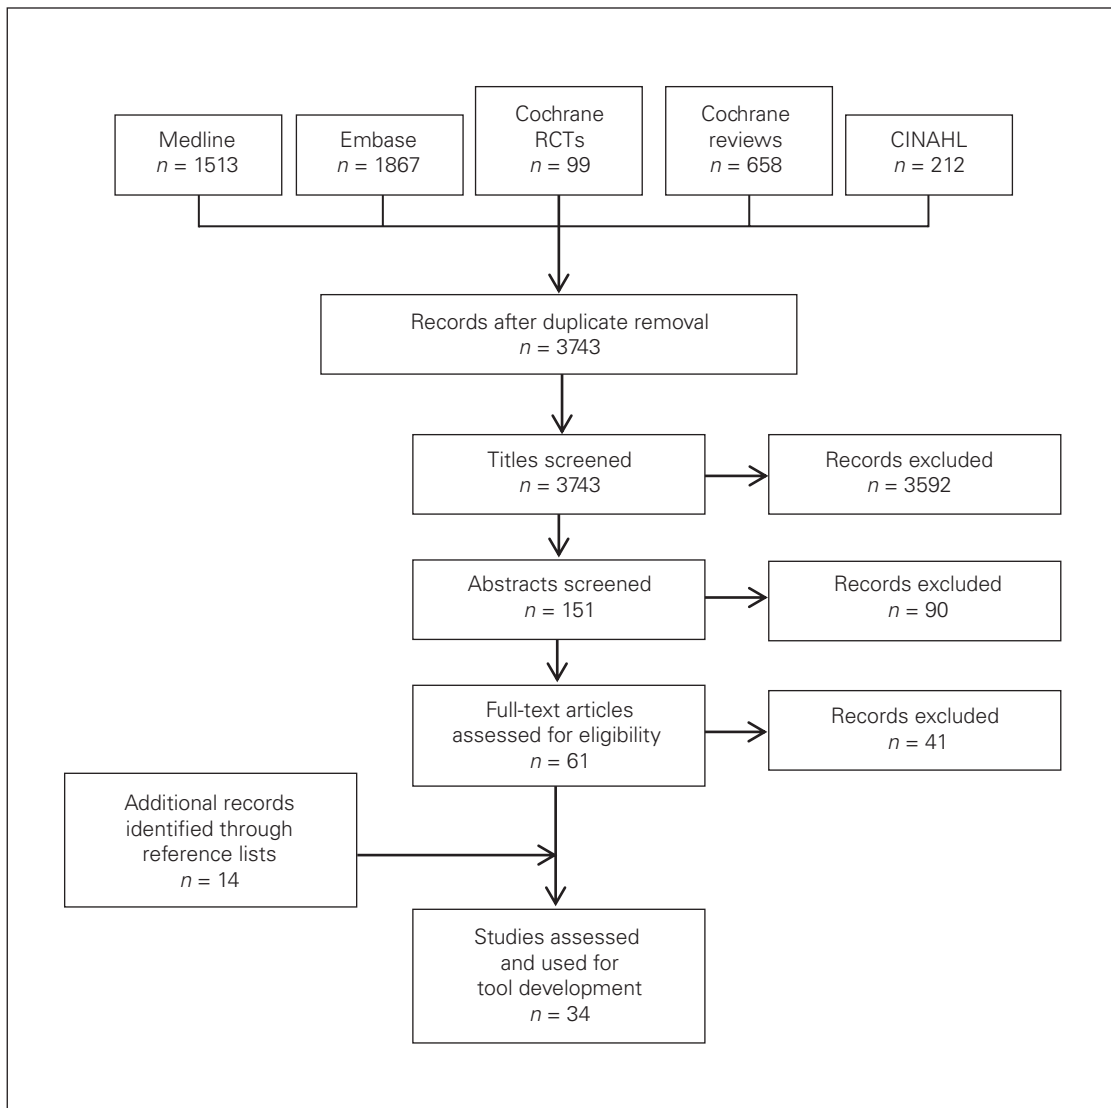 Medline
n = 1513
Embase
n = 1867
Cochrane
RCTs
n = 99
Cochrane
reviews
n = 658
CINAHL
n = 212
Records after duplicate removal
n = 3743
Titles screened
n = 3743
Records excluded
n = 3592
Abstracts screened
n = 151
Records excluded
n = 90
Full-text articles
assessed for eligibility
n = 61
Records excluded
n = 41
Additional records
identified through
reference lists
n = 14
Studies assessed
and used for
tool development
n = 34